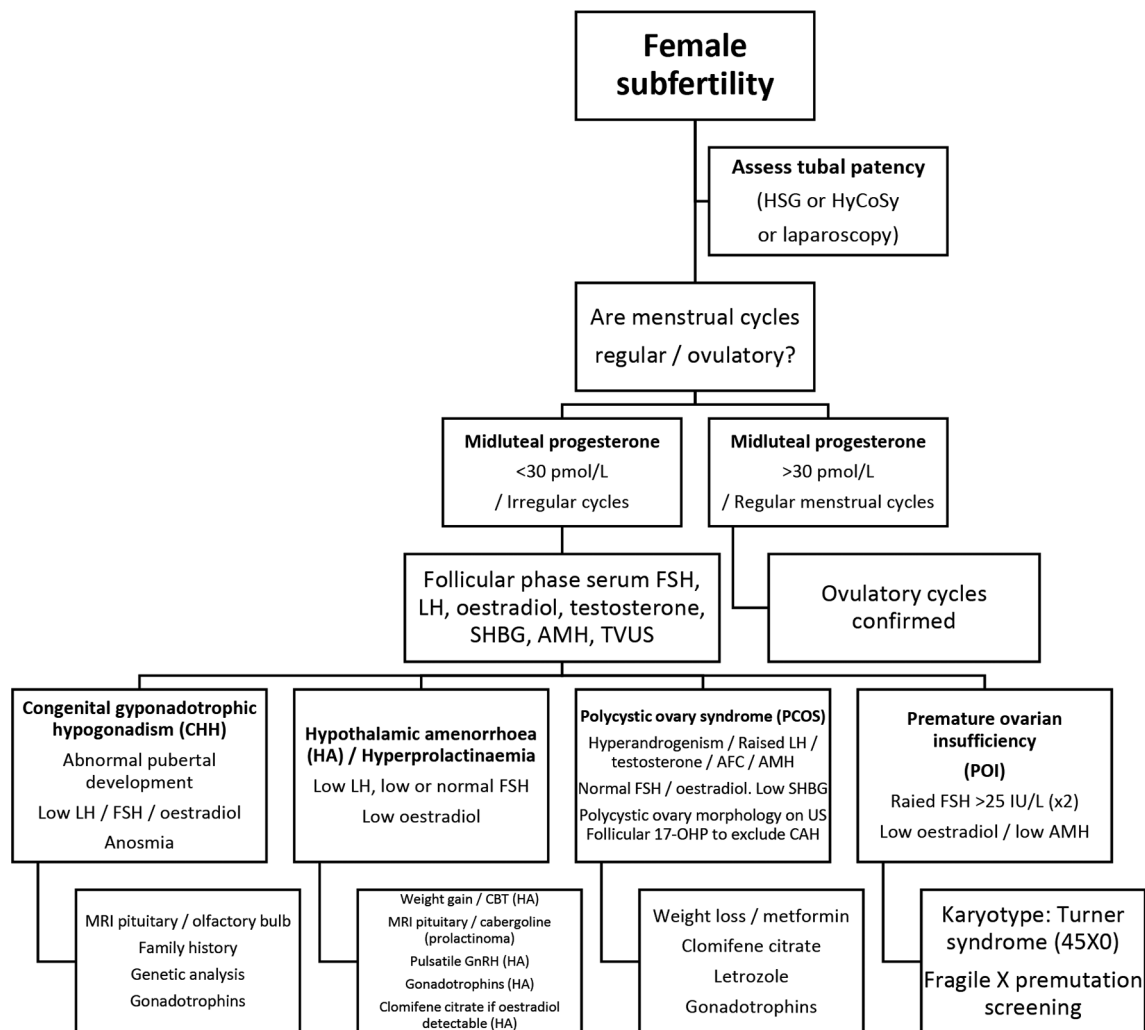 Female
subfertility
Assess tubal patency
(HSG or HyCoSy
or laparoscopy)
Are menstrual cycles
regular / ovulatory?
Midluteal progesterone
<30 pmol/L
/ Irregular cycles
Midluteal progesterone
>30 pmol/L
/ Regular menstrual cycles
Follicular phase serum FSH,
LH, oestradiol, testosterone,
SHBG, AMH, TVUS
Ovulatory cycles
confirmed
Congenital gyponadotrophic
hypogonadism (CHH)
Abnormal pubertal
development
Low LH / FSH / oestradiol
Anosmia
Hypothalamic amenorrhoea
(HA) / Hyperprolactinaemia
Low LH, low or normal FSH
Low oestradiol
Polycystic ovary syndrome (PCOS)
Hyperandrogenism / Raised LH /
testosterone / AFC / AMH
Normal FSH / oestradiol. Low SHBG
Polycystic ovary morphology on US
Follicular 17-OHP to exclude CAH
Premature ovarian
insufficiency
(POI)
Raied FSH >25 IU/L (x2)
Low oestradiol / low AMH
MRI pituitary / olfactory bulb
Family history
Genetic analysis
Gonadotrophins
Weight gain / CBT (HA)
MRI pituitary / cabergoline
(prolactinoma)
Pulsatile GnRH (HA)
Gonadotrophins (HA)
Clomifene citrate if oestradiol
detectable (HA)
Weight loss / metformin
Clomifene citrate
Letrozole
Gonadotrophins
Karyotype: Turner
syndrome (45X0)
Fragile X premutation
screening